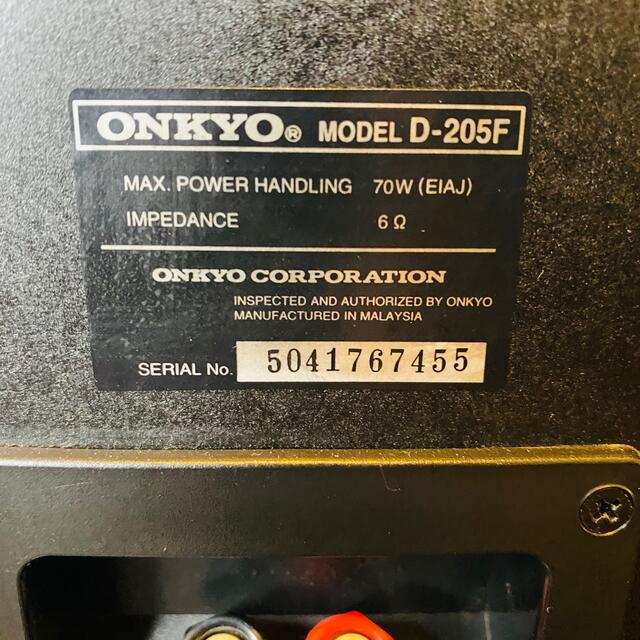 ONKYO® MODEL D-205F
MAX. POWER HANDLING 70W (EIAJ)
IMPEDANCE 6 Ω
ONKYO CORPORATION
INSPECTED AND AUTHORIZED BY ONKYO
MANUFACTURED IN MALAYSIA
SERIAL No. 5041767455